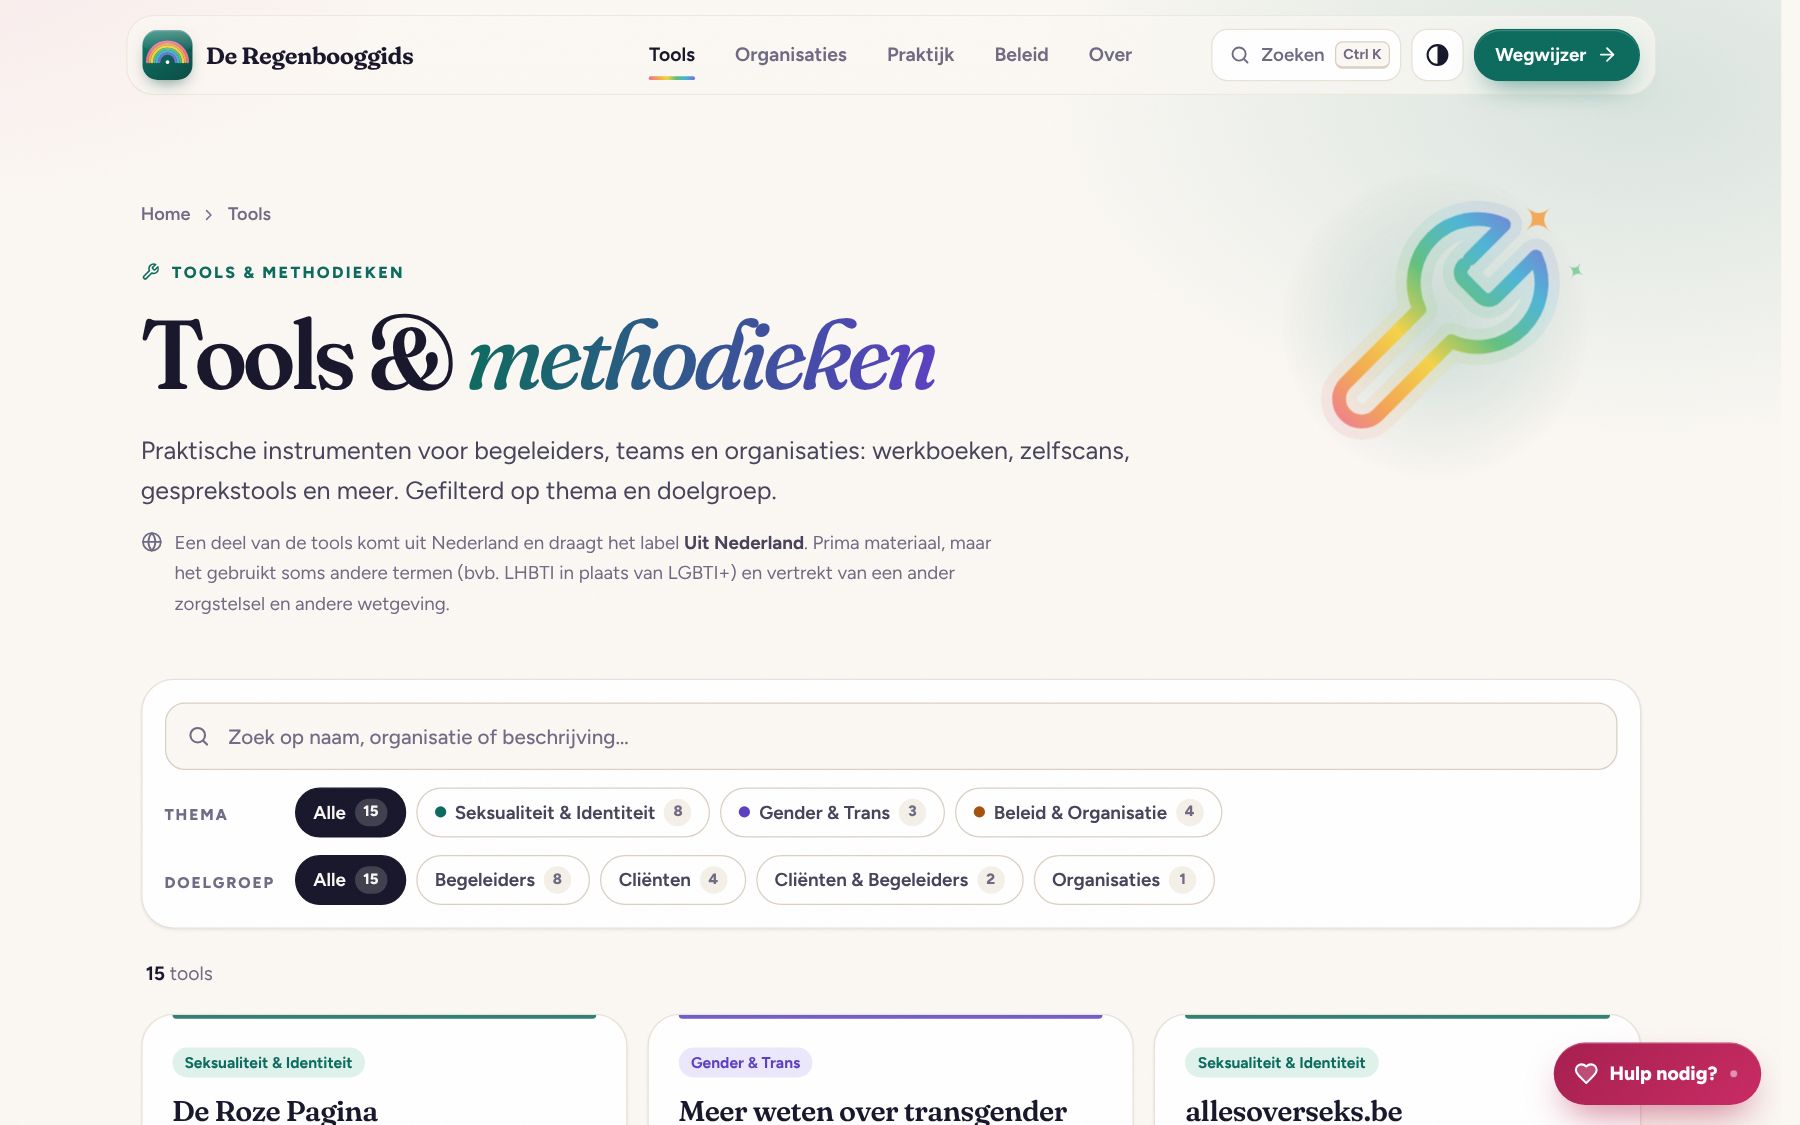 De Regenbooggids
Tools
Organisaties
Praktijk
Beleid
Over
Zoeken
Ctrl K
Wegwijzer
Home
Tools
TOOLS & METHODIEKEN
Tools & methodieken
Praktische instrumenten voor begeleiders, teams en organisaties: werkboeken, zelfscans,
gesprekstools en meer. Gefilterd op thema en doelgroep.
Een deel van de tools komt uit Nederland en draagt het label Uit Nederland. Prima materiaal, maar
het gebruikt soms andere termen (bvb. LHBTI in plaats van LGBTI+) en vertrekt van een ander
zorgstelsel en andere wetgeving.
Zoek op naam, organisatie of beschrijving...
THEMA
Alle 15
Seksualiteit & Identiteit 8
Gender & Trans 3
Beleid & Organisatie 4
DOELGROEP
Alle 15
Begeleiders 8
Cliënten 4
Cliënten & Begeleiders 2
Organisaties 1
15 tools
Seksualiteit & Identiteit
De Roze Pagina
Gender & Trans
Meer weten over transgender
Seksualiteit & Identiteit
allesoverseks.be
Hulp nodig?